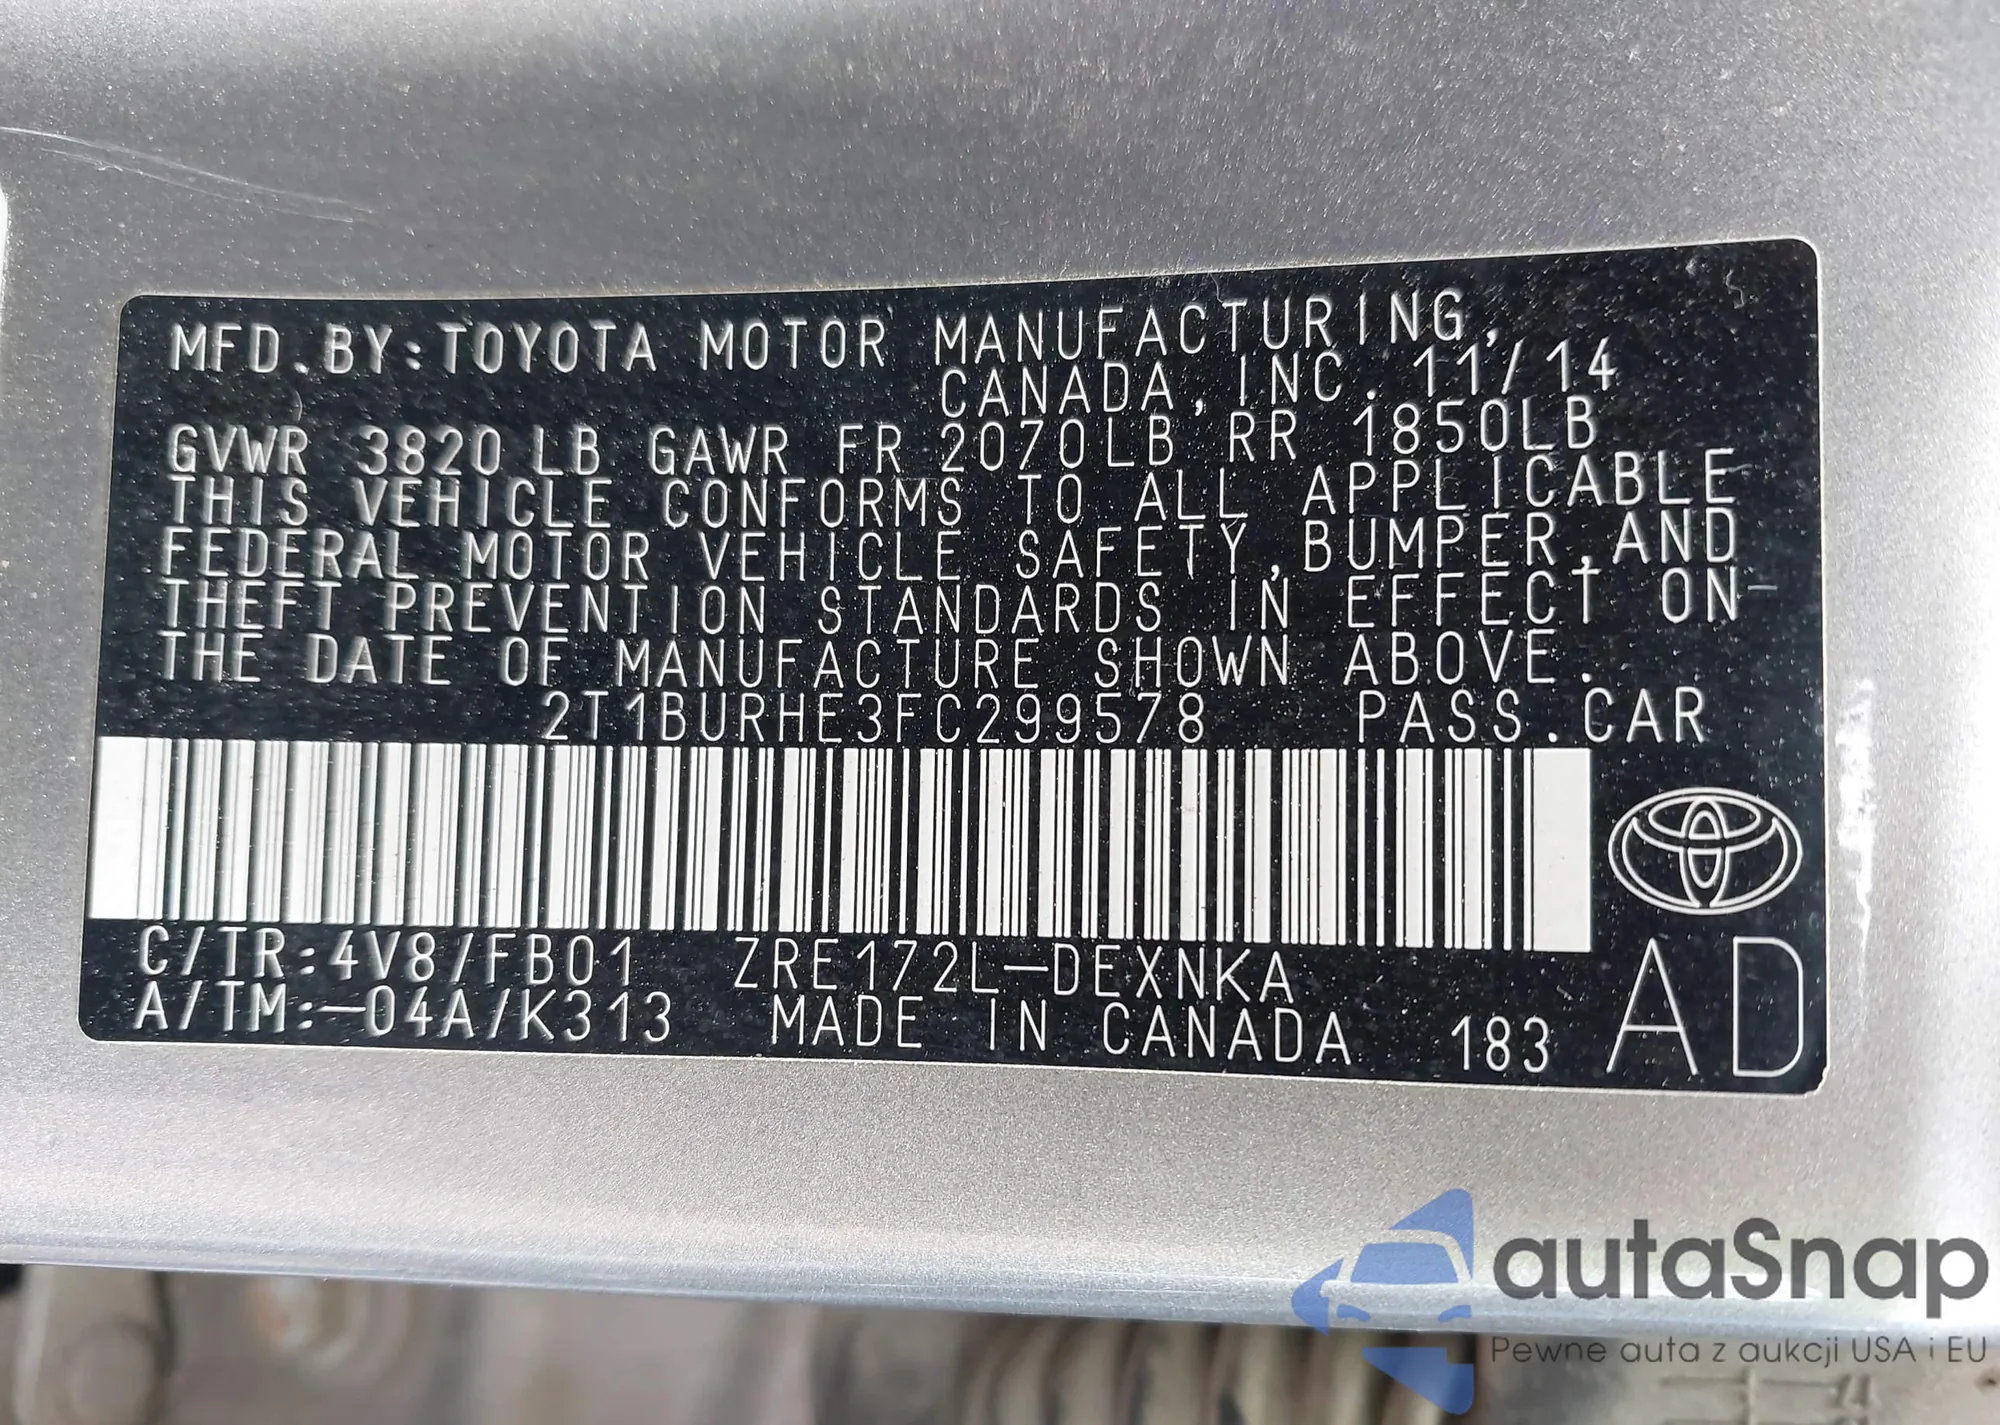 MFD.BY:TOYOTA MOTOR MANUFACTURING,
CANADA,INC. 11/14
GVWR 3820 LB GAWR FR 2070LB RR 1850LB
THIS VEHICLE CONFORMS TO ALL APPLICABLE
FEDERAL MOTOR VEHICLE SAFETY,BUMPER,AND
THEFT PREVENTION STANDARDS IN EFFECT ON
THE DATE OF MANUFACTURE SHOWN ABOVE.
2T1BURHE3FC299578 PASS.CAR
C/TR:4V8/FB01 ZRE172L-DEXNKA
A/TM:-04A/K313 MADE IN CANADA 183 AD
autaSnap
Pewne auta z aukcji USA i EU